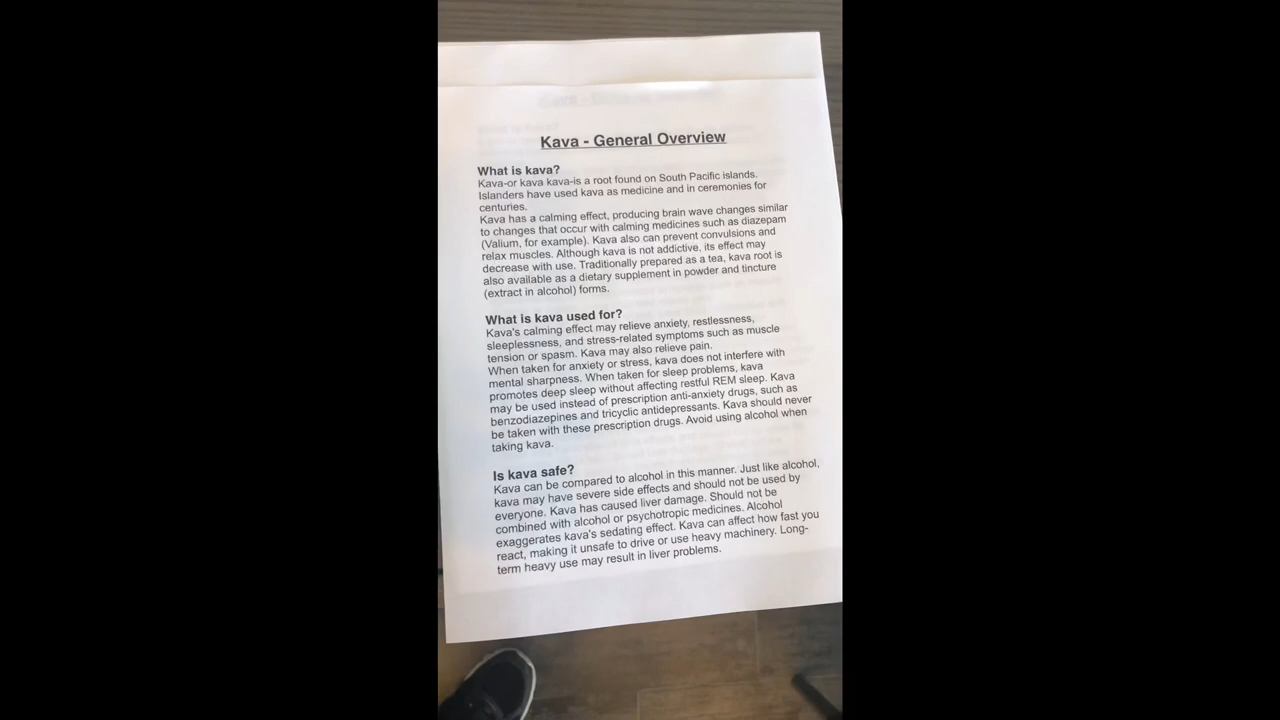 Kava - General Overview
What is kava?
Kava-or kava kava-is a root found on South Pacific islands.
Islanders have used kava as medicine and in ceremonies for
centuries.
Kava has a calming effect, producing brain wave changes similar
to changes that occur with calming medicines such as diazepam
(Valium, for example). Kava also can prevent convulsions and
relax muscles. Although kava is not addictive, its effect may
decrease with use. Traditionally prepared as a tea, kava root is
also available as a dietary supplement in powder and tincture
(extract in alcohol) forms.
What is kava used for?
Kava's calming effect may relieve anxiety, restlessness,
sleeplessness, and stress-related symptoms such as muscle
tension or spasm. Kava may also relieve pain.
When taken for anxiety or stress, kava does not interfere with
mental sharpness. When taken for sleep problems, kava
promotes deep sleep without affecting restful REM sleep. Kava
may be used instead of prescription anti-anxiety drugs, such as
benzodiazepines and tricyclic antidepressants. Kava should never
be taken with these prescription drugs. Avoid using alcohol when
taking kava.
Is kava safe?
Kava can be compared to alcohol in this manner. Just like alcohol,
kava may have severe side effects and should not be used by
everyone. Kava has caused liver damage. Should not be
combined with alcohol or psychotropic medicines. Alcohol
exaggerates kava's sedating effect. Kava can affect how fast you
react, making it unsafe to drive or use heavy machinery. Long-
term heavy use may result in liver problems.